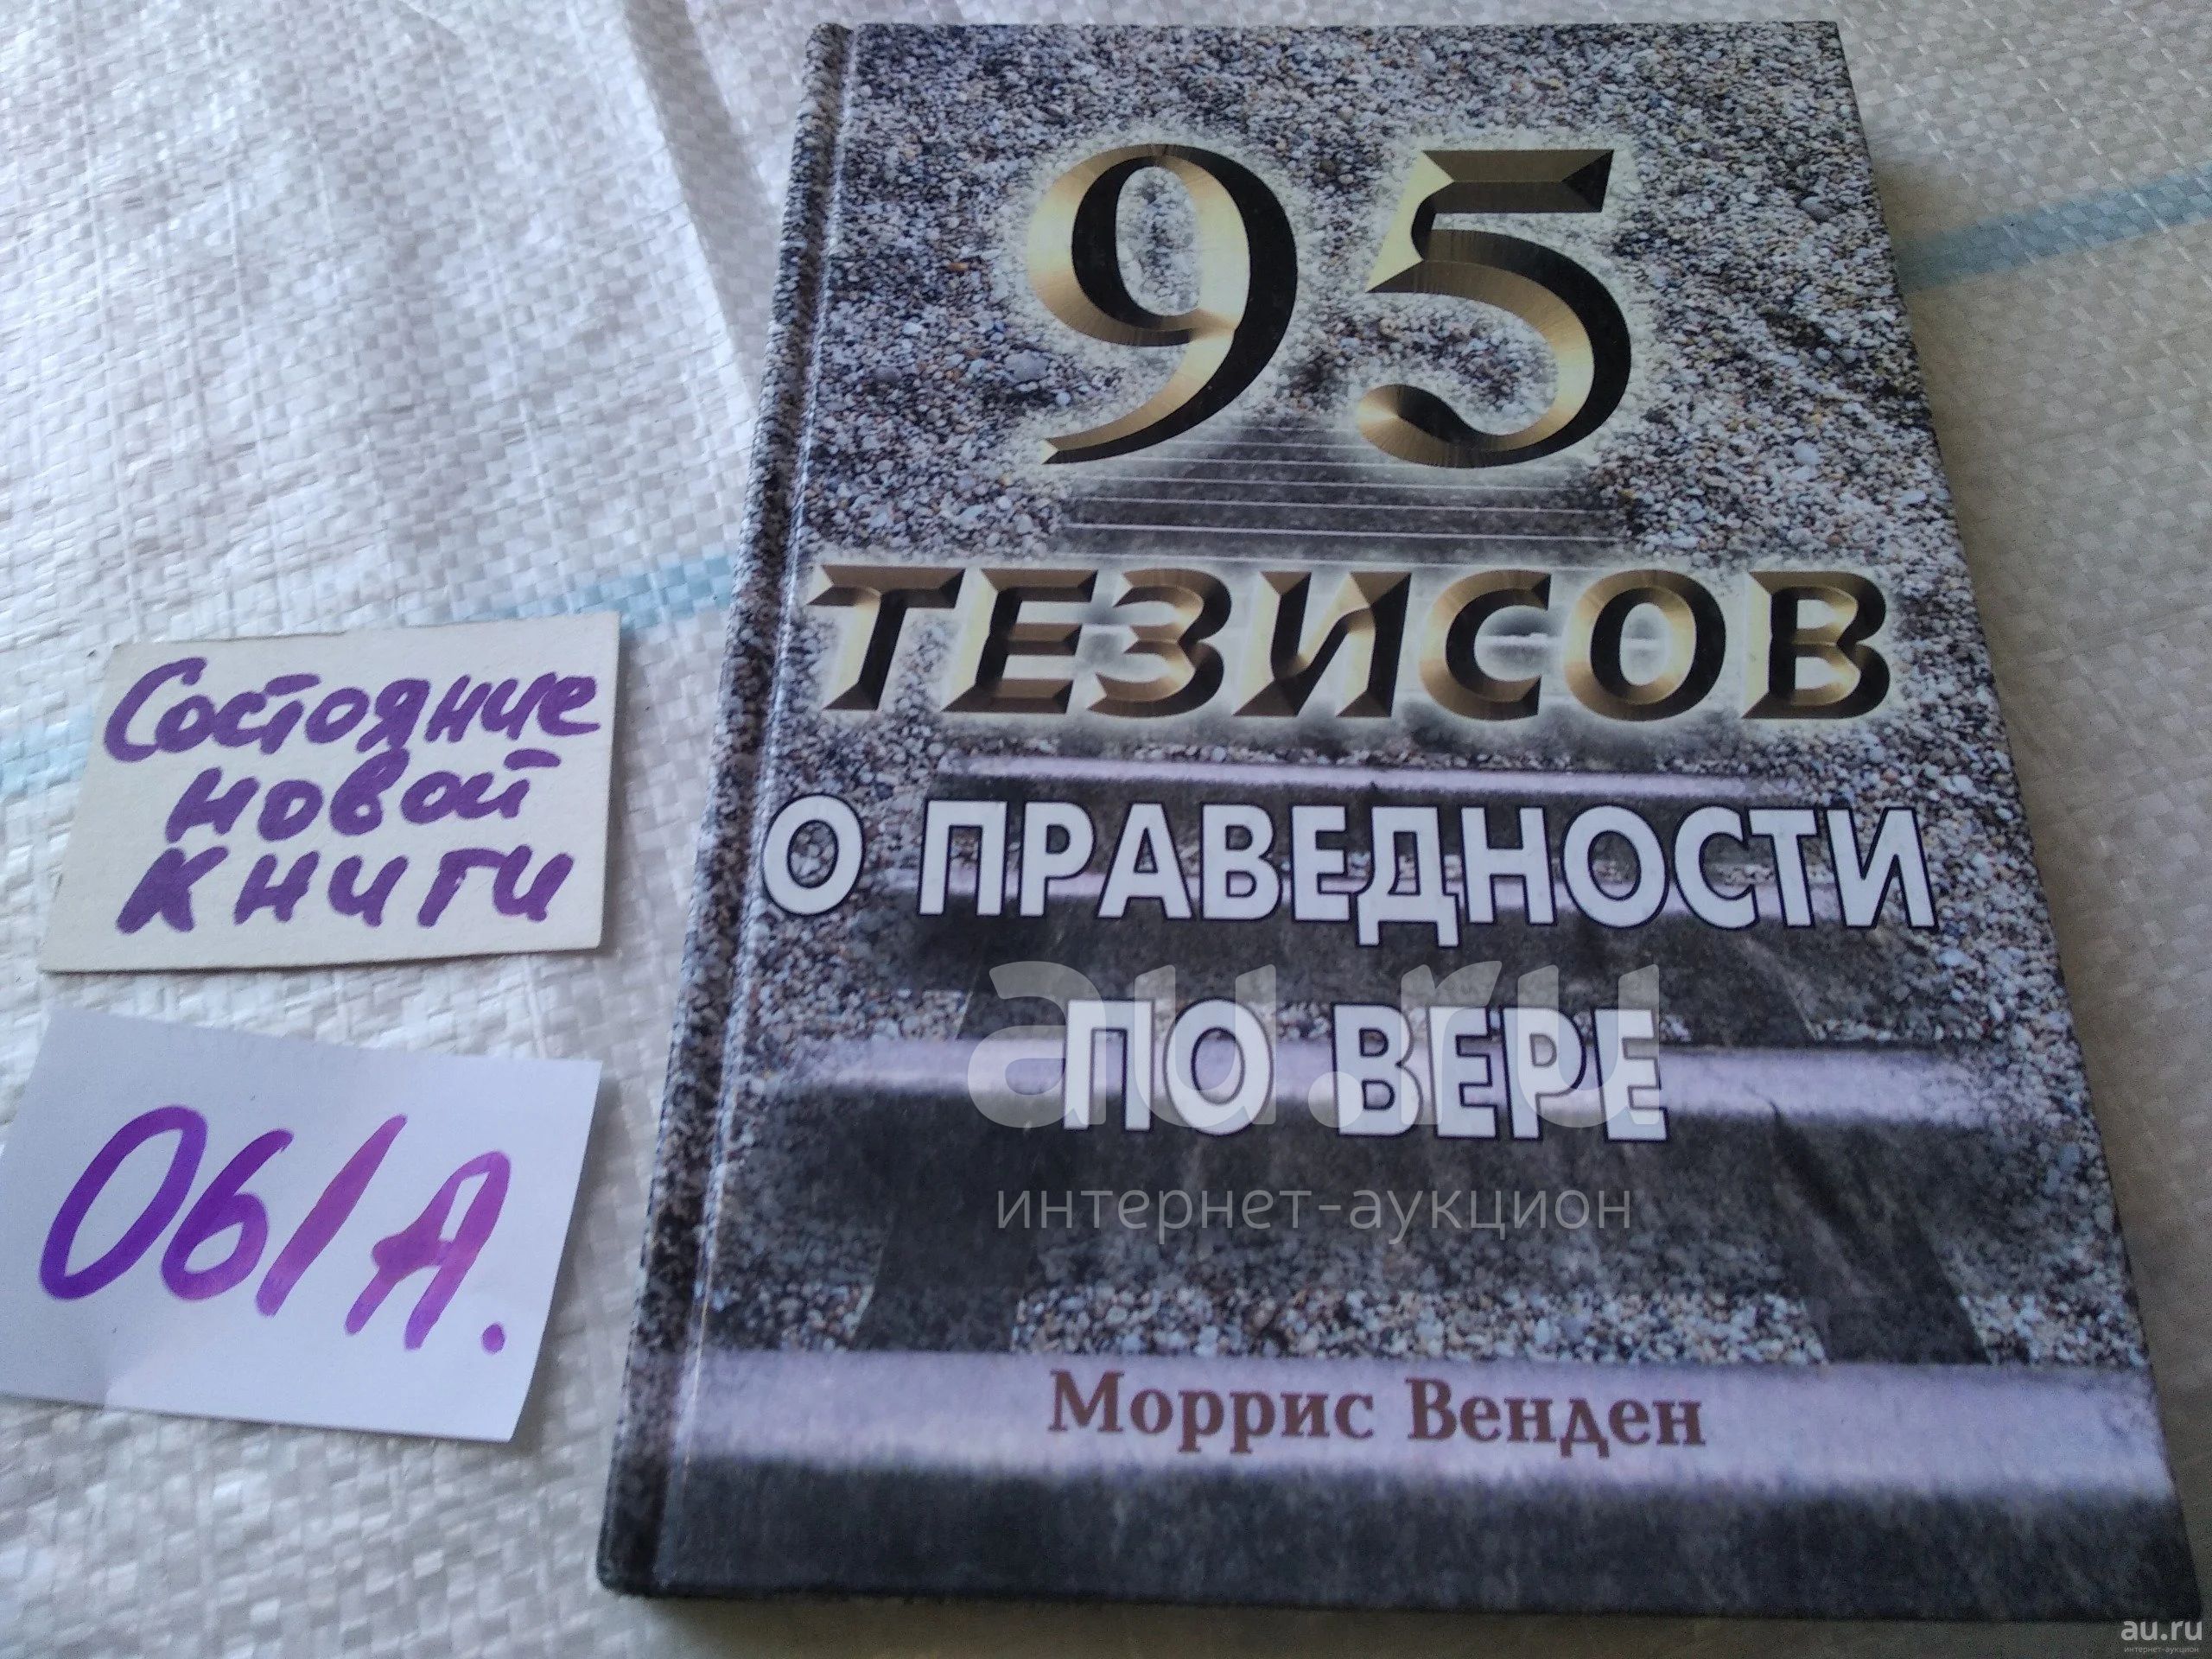 95
ТЕЗИСОВ
О ПРАВЕДНОСТИ
ПО ВЕРЕ
au.ru
интернет-аукцион
Моррис Венден
Состояние
новой
книги
061А.
au.ru
интернет-аукцион